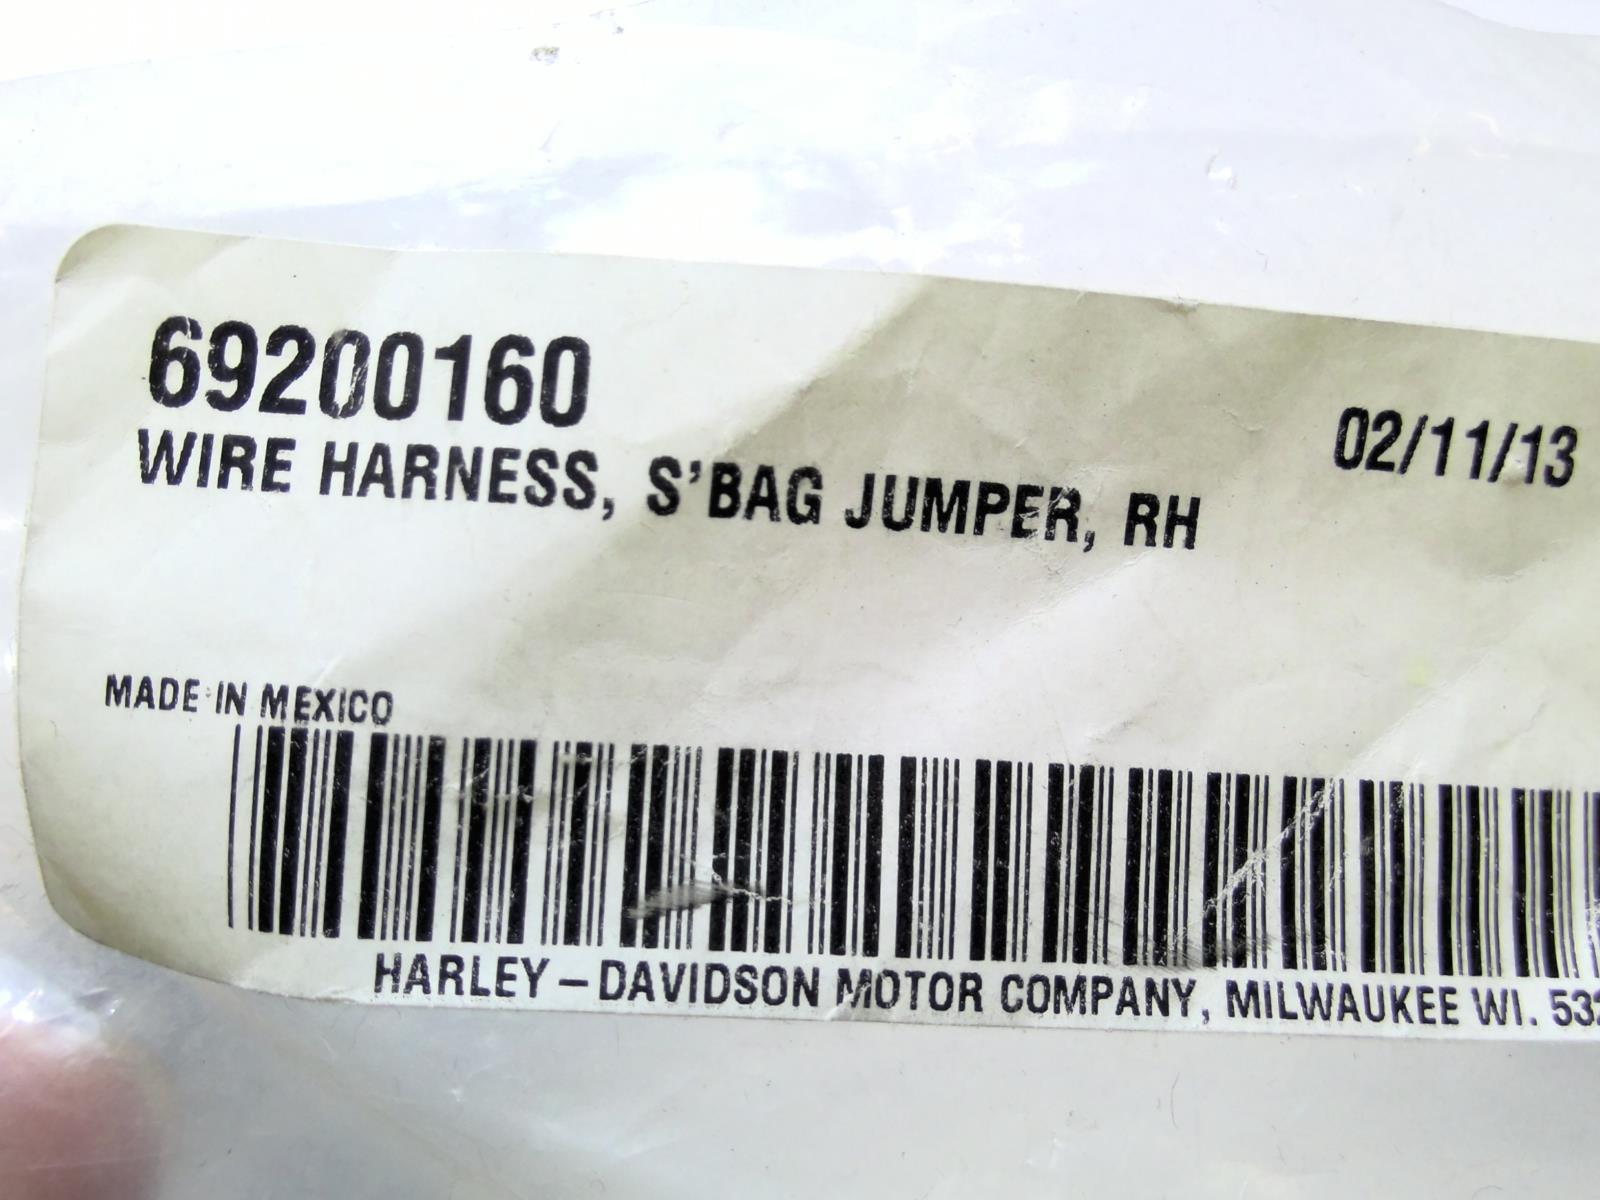 69200160
02/11/13
WIRE HARNESS, S'BAG JUMPER, RH
MADE IN MEXICO
HARLEY-DAVIDSON MOTOR COMPANY, MILWAUKEE WI.